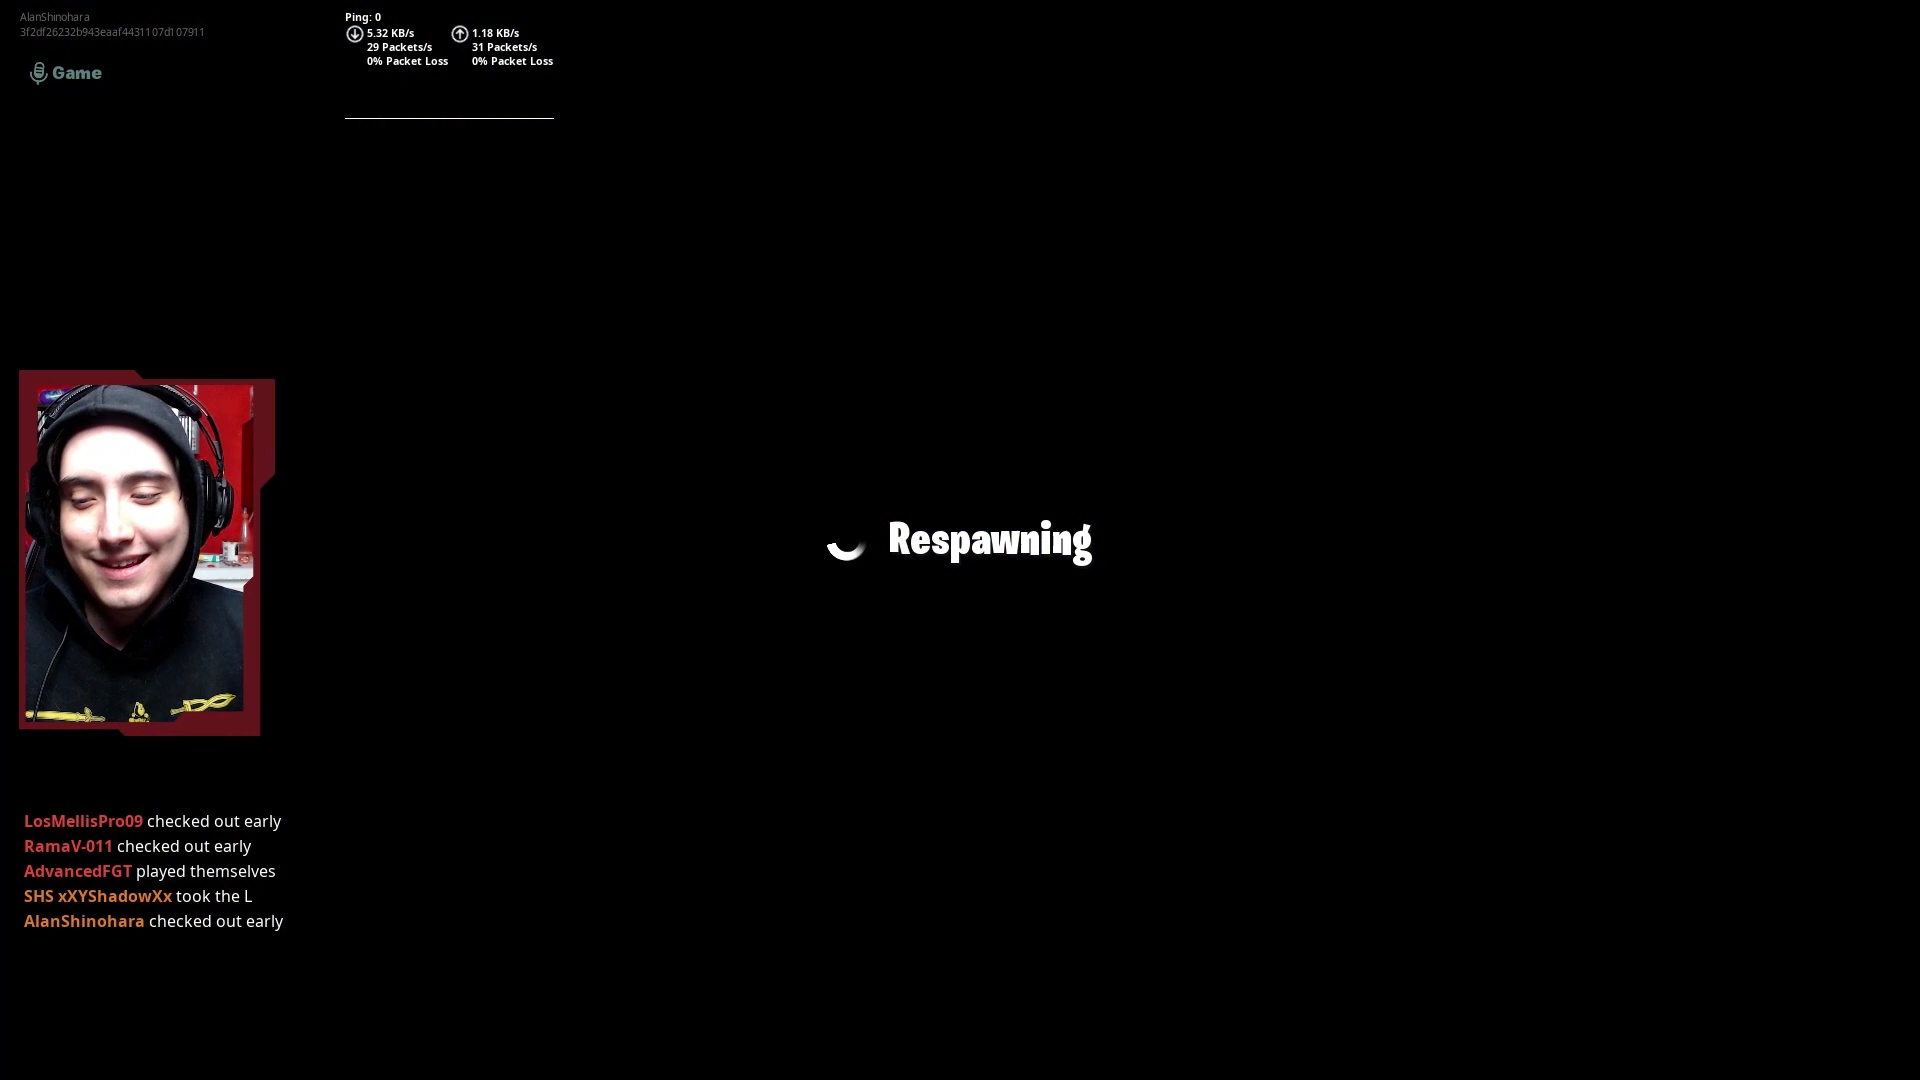 AlanShinohara
3f2df26232b943eaaf4431107d107911
Game
Ping: 0
5.32 KB/s
29 Packets/s
0% Packet Loss
1.18 KB/s
31 Packets/s
0% Packet Loss
Respawning
LosMellisPro09 checked out early
RamaV-011 checked out early
AdvancedFGT played themselves
SHS xXYShadowXx took the L
AlanShinohara checked out early